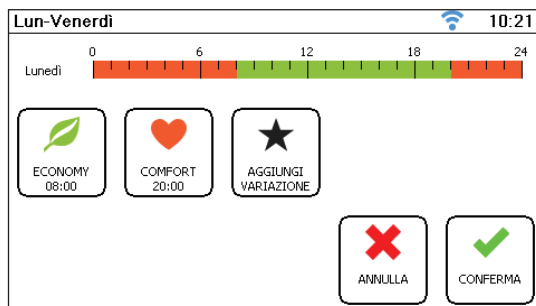 Lun-Venerdì 10:21
0 6 12 18 24
Lunedì
ECONOMY
08:00
COMFORT
20:00
AGGIUNGI
VARIAZIONE
ANNULLA
CONFERMA